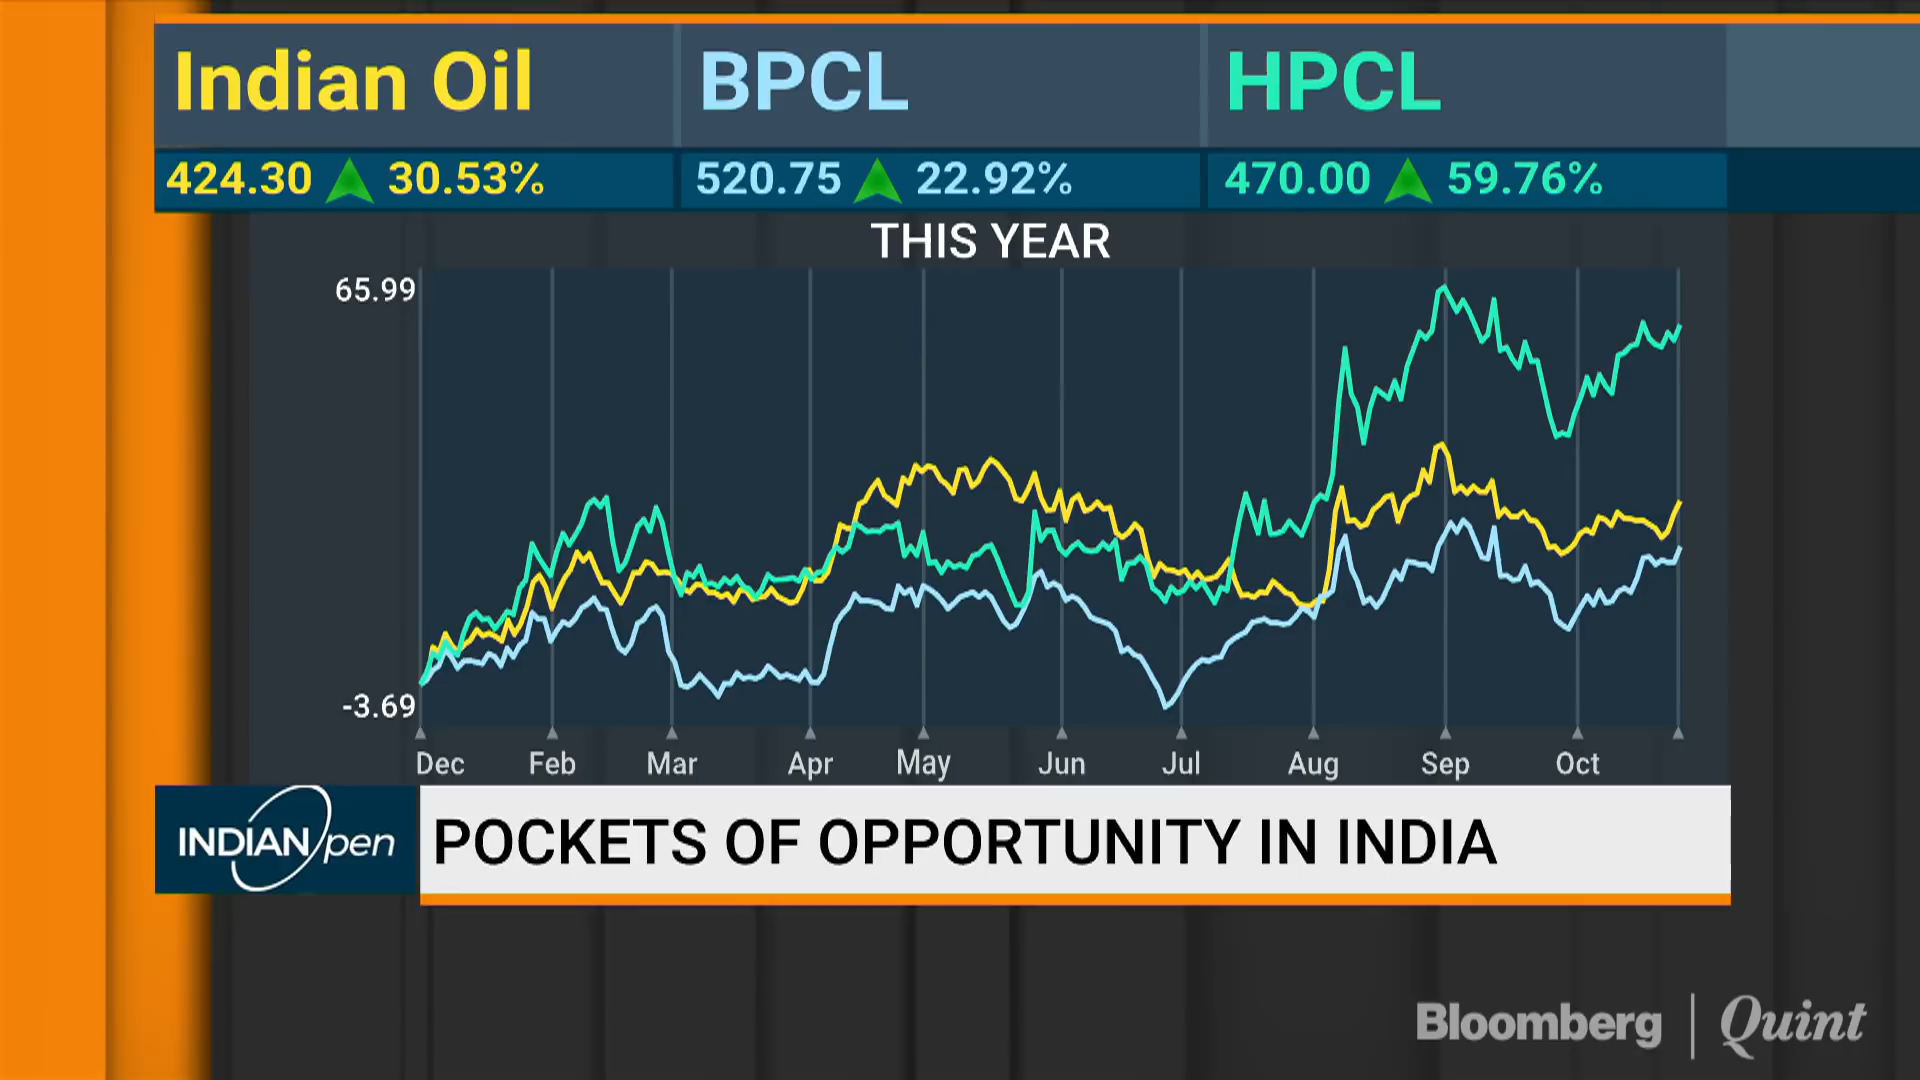 Indian Oil BPCL HPCL
424.30 30.53% 520.75 22.92% 470.00 59.76%
THIS YEAR
65.99
-3.69
Dec Feb Mar Apr May Jun Jul Aug Sep Oct
INDIAN Open POCKETS OF OPPORTUNITY IN INDIA
Bloomberg | Quint